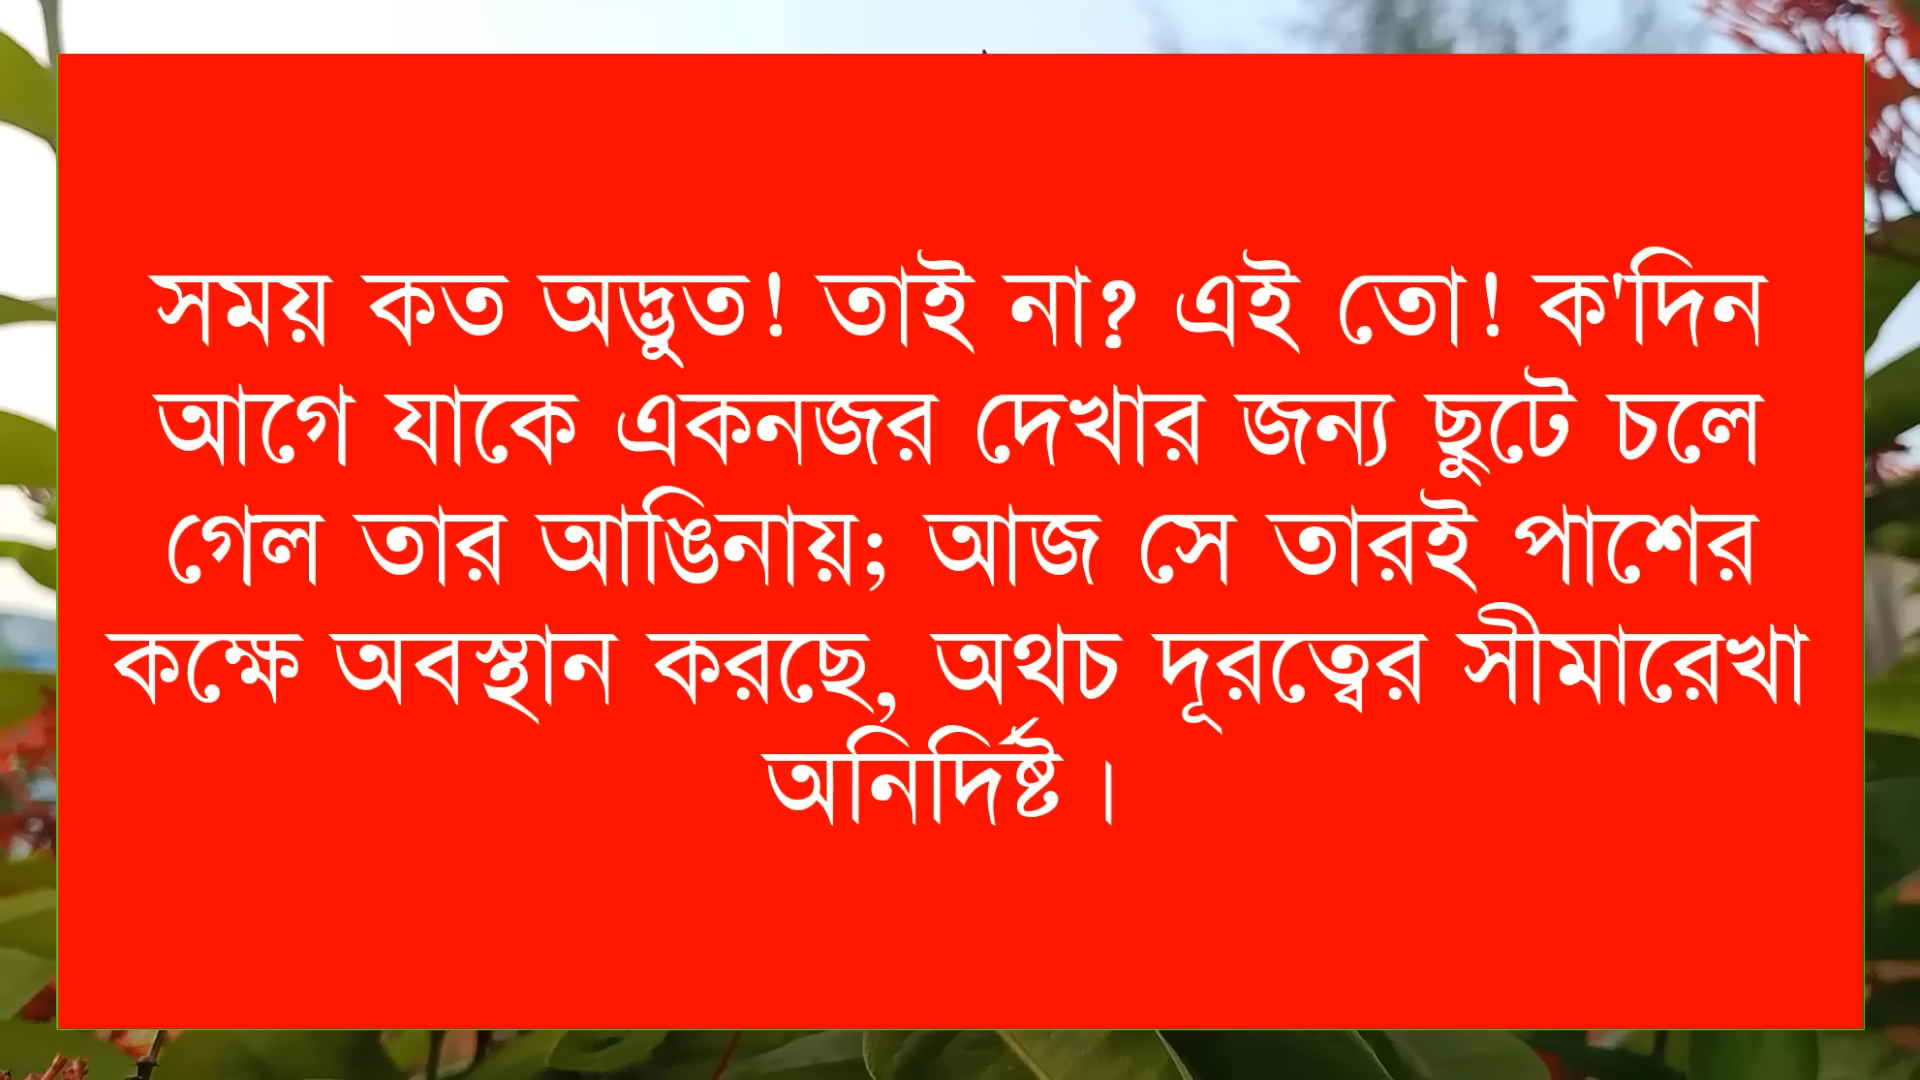 সময় কত অদ্ভুত! তাই না? এই তো! ক'দিন
আগে যাকে একনজর দেখার জন্য ছুটে চলে
গেল তার আঙিনায়; আজ সে তারই পাশের
কক্ষে অবস্থান করছে, অথচ দূরত্বের সীমারেখা
অনিদির্ষ্ট।